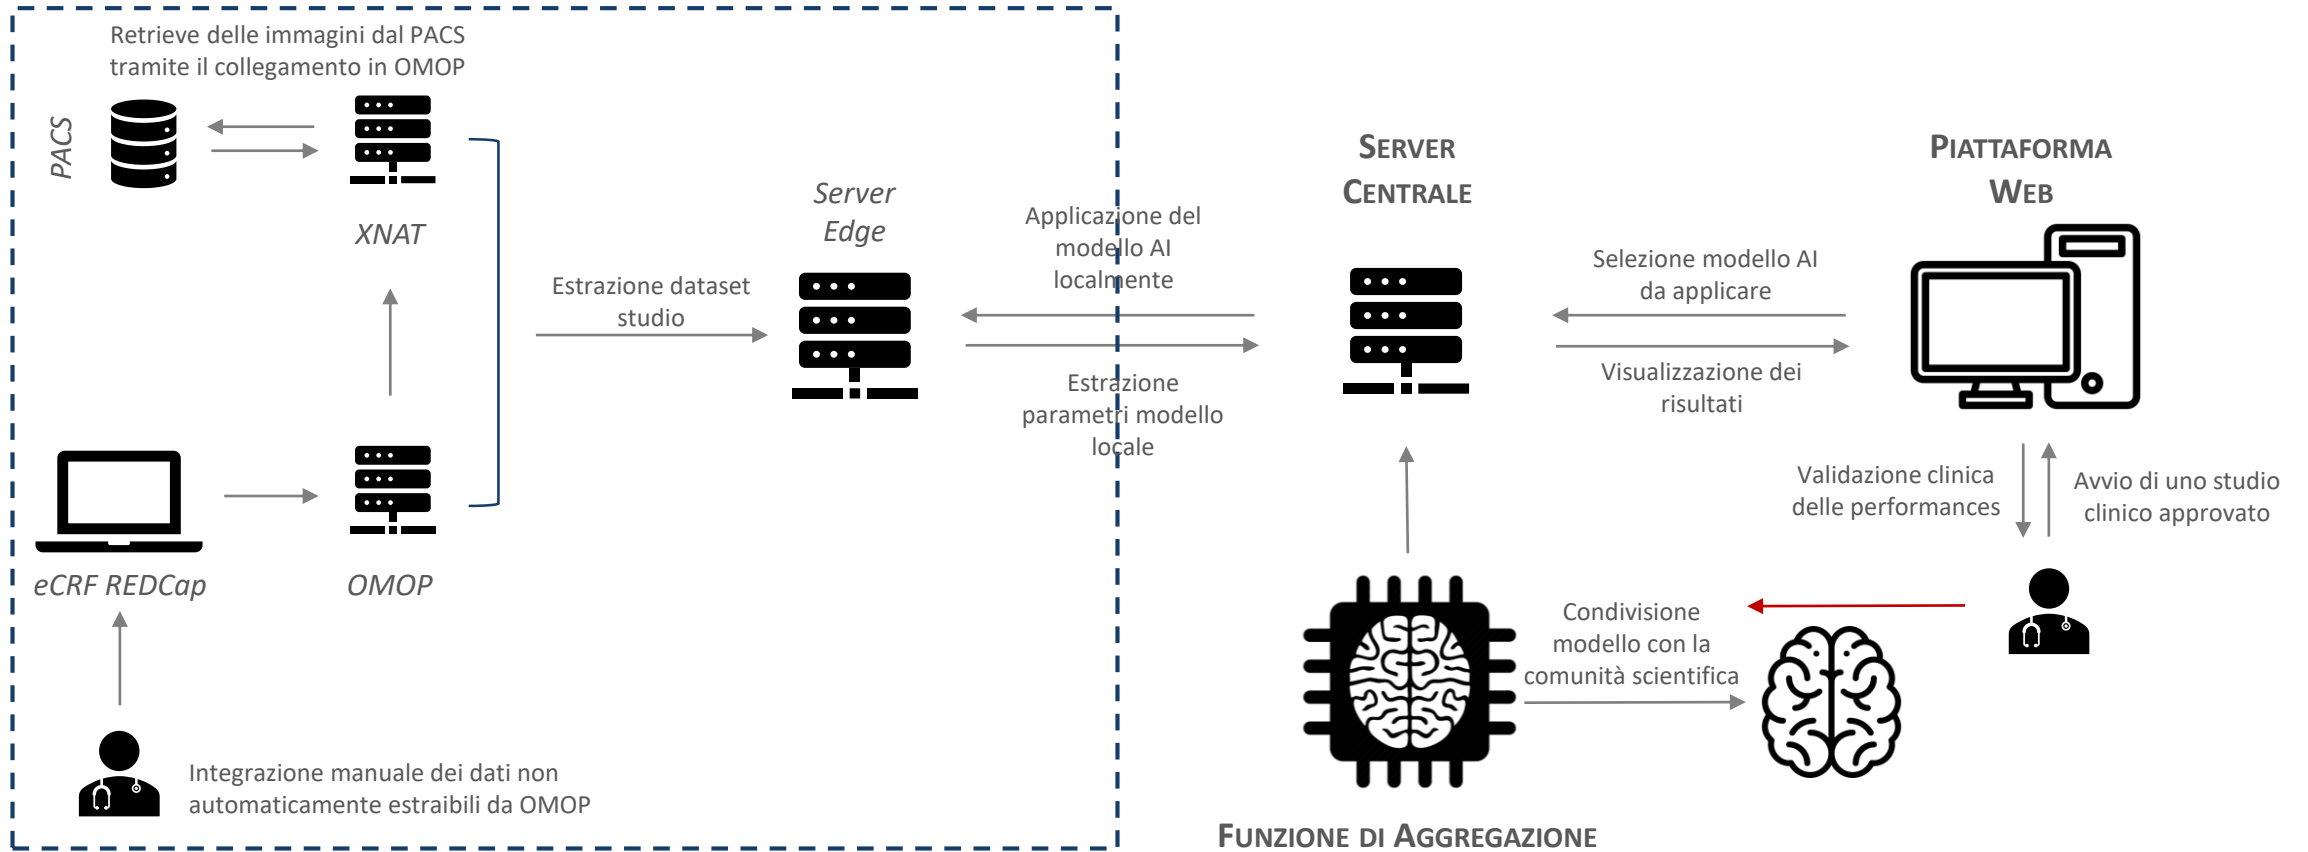 Retrieve delle immagini dal PACS
tramite il collegamento in OMOP
PACS
XNAT
eCRF REDCap
OMOP
Integrazione manuale dei dati non
automaticamente estraibili da OMOP
Estrazione dataset
studio
Server
Edge
Applicazione del
modello AI
localmente
Estrazione
parametri modello
locale
SERVER
CENTRALE
Selezione modello AI
da applicare
Visualizzazione dei
risultati
PIATTAFORMA
WEB
Validazione clinica
delle performances
Avvio di uno studio
clinico approvato
Condivisione
modello con la
comunità scientifica
FUNZIONE DI AGGREGAZIONE